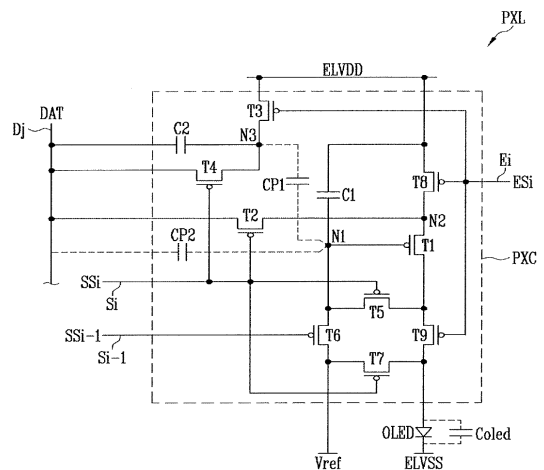 PXL
ELVDD
DAT
Dj
T3
C2
N3
T4
CP1
C1
T8
Ei
ESi
T2
N2
CP2
N1
T1
PXC
SSi
Si
T5
SSi-1
Si-1
T6
T9
T7
OLED
Coled
Vref
ELVSS